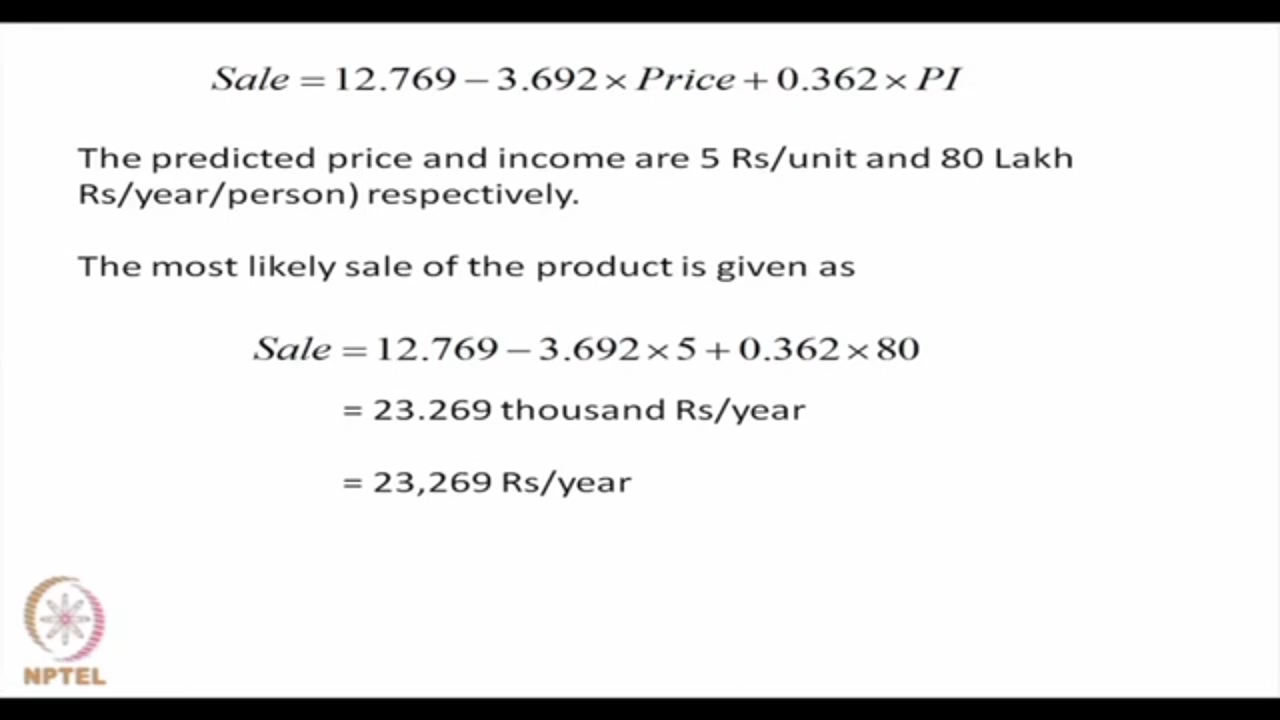 Sale = 12.769 − 3.692 × Price + 0.362 × PI
The predicted price and income are 5 Rs/unit and 80 Lakh
Rs/year/person) respectively.
The most likely sale of the product is given as
Sale = 12.769 − 3.692 × 5 + 0.362 × 80
= 23.269 thousand Rs/year
= 23,269 Rs/year
NPTEL